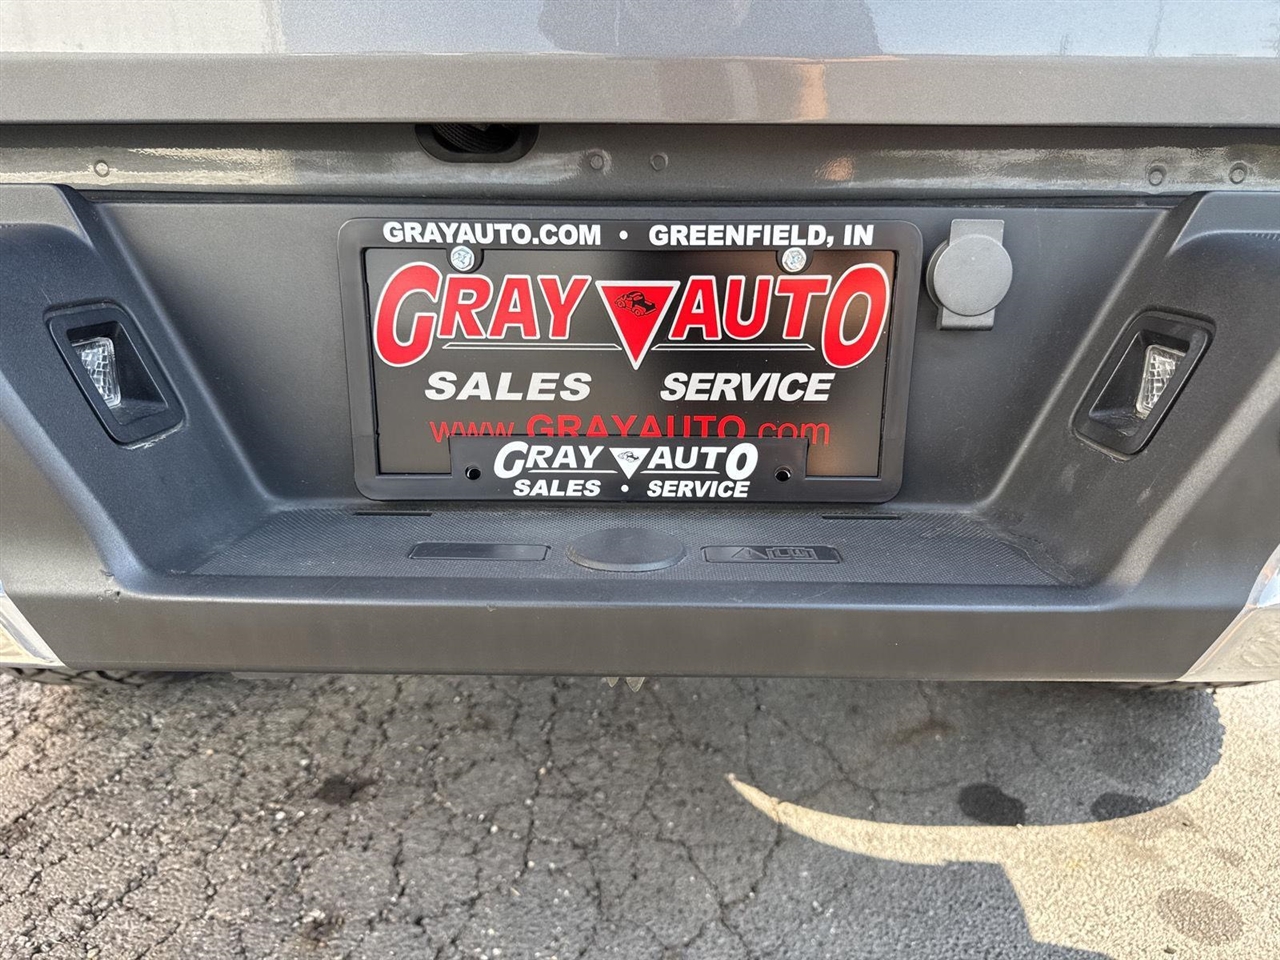 GRAYAUTO.COM • GREENFIELD, IN
GRAY AUTO
SALES SERVICE
www.GRAYAUTO.com
GRAY AUTO
SALES • SERVICE